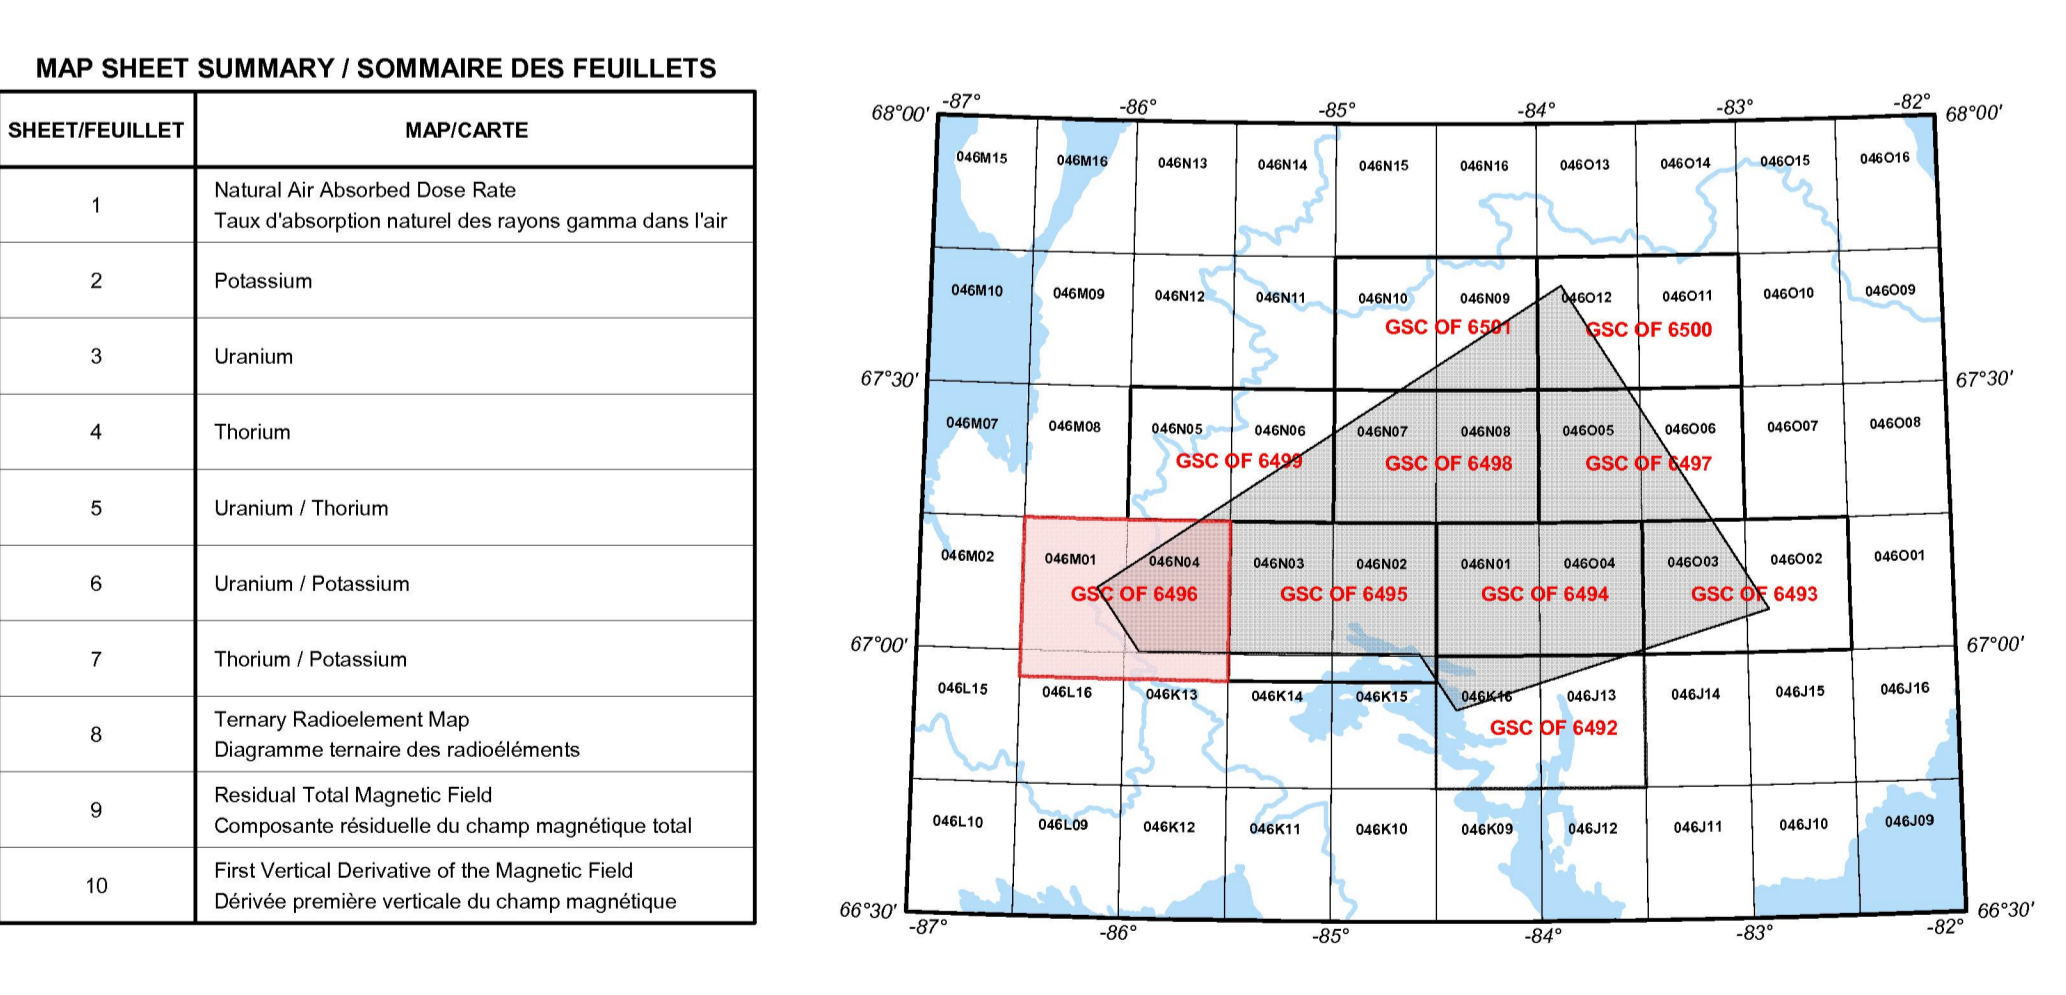 MAP SHEET SUMMARY / SOMMAIRE DES FEUILLETS
SHEET/FEUILLET MAP/CARTE
1 Natural Air Absorbed Dose Rate
Taux d'absorption naturel des rayons gamma dans l'air
2 Potassium
3 Uranium
4 Thorium
5 Uranium / Thorium
6 Uranium / Potassium
7 Thorium / Potassium
8 Ternary Radioelement Map
Diagramme ternaire des radioéléments
9 Residual Total Magnetic Field
Composante résiduelle du champ magnétique total
10 First Vertical Derivative of the Magnetic Field
Dérivée première verticale du champ magnétique
-87° -86° -85° -84° -83° -82°
68°00' 68°00'
046M15 046M16 046N13 046N14 046N15 046N16 046O13 046O14 046O15 046O16
046M10 046M09 046N12 046N11 046N10 046N09 046O12 046O11 046O10 046O09
GSC OF 6501 GSC OF 6500
67°30' 67°30'
046M07 046M08 046N05 046N06 046N07 046N08 046O05 046O06 046O07 046O08
GSC OF 6499 GSC OF 6498 GSC OF 6497
046M02 046M01 046N04 046N03 046N02 046N01 046O04 046O03 046O02 046O01
GSC OF 6496 GSC OF 6495 GSC OF 6494 GSC OF 6493
67°00' 67°00'
046L15 046L16 046K13 046K14 046K15 046K16 046J13 046J14 046J15 046J16
GSC OF 6492
046L10 046L09 046K12 046K11 046K10 046K09 046J12 046J11 046J10 046J09
66°30' 66°30'
-87° -86° -85° -84° -83° -82°